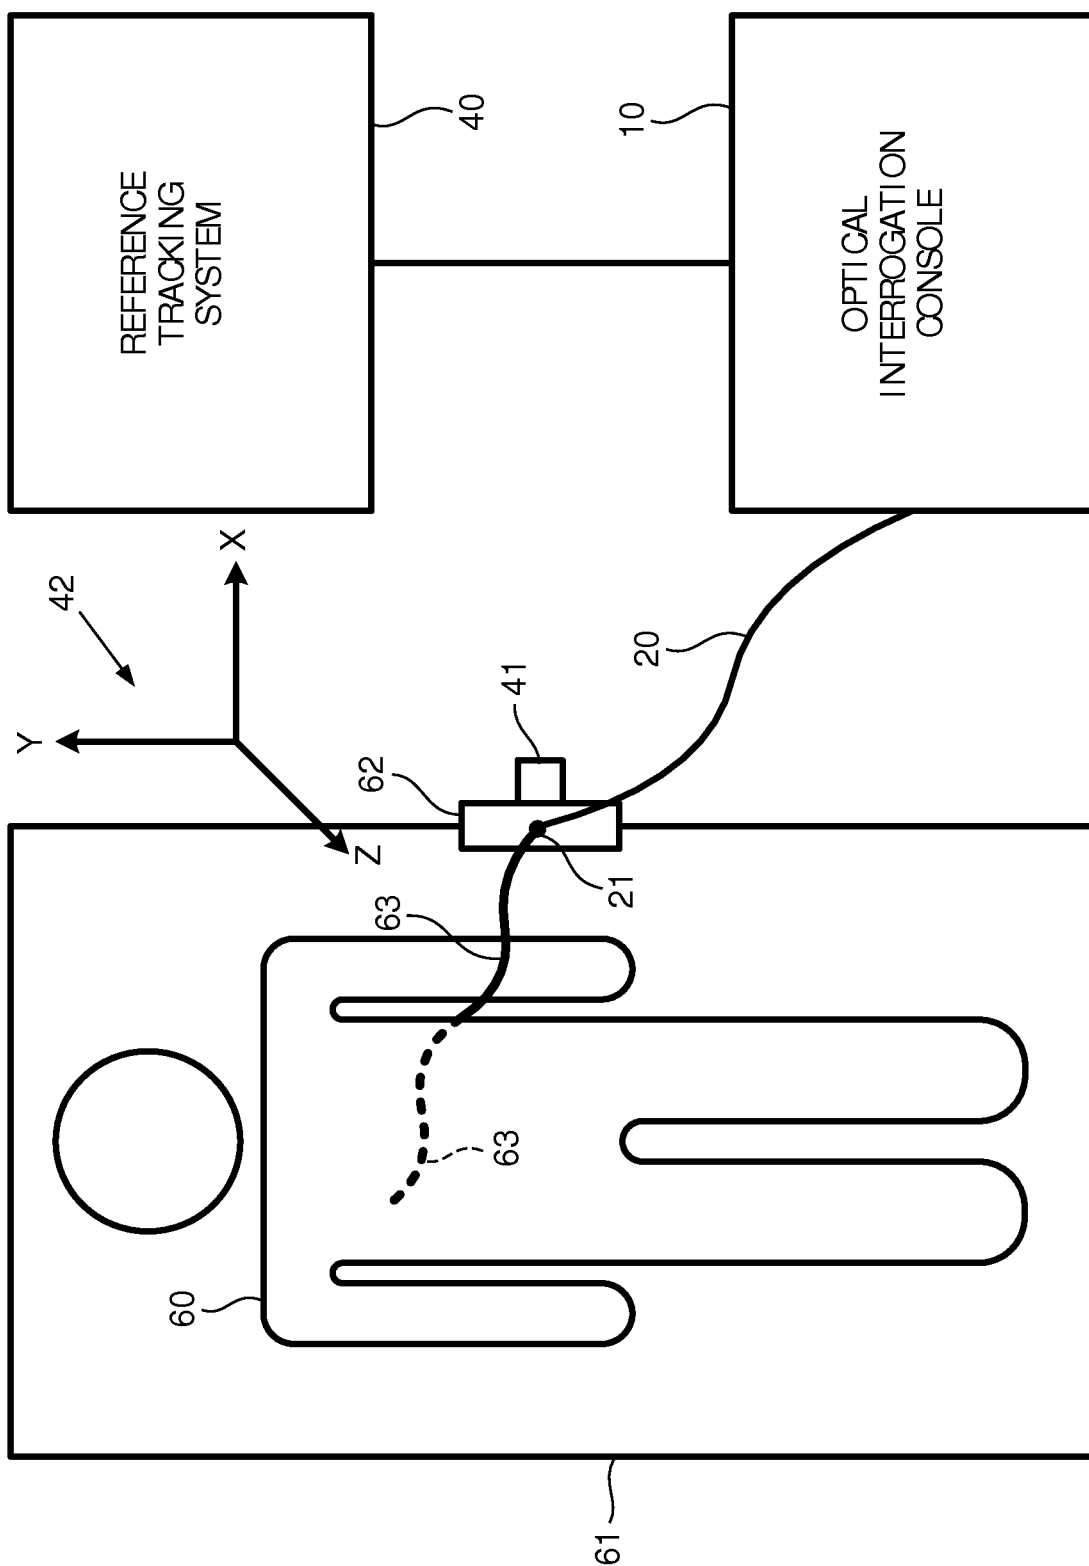 Y
42
REFERENCE
TRACKING
SYSTEM
60
X
Z
62
63
40
63
41
61
21
10
20
OPTICAL
INTERROGATION
CONSOLE